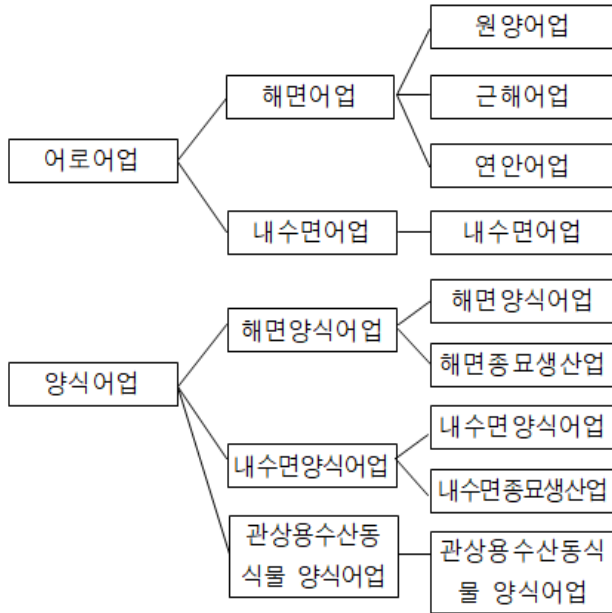 어로어업
해면어업
원양어업
근해어업
연안어업
내수면어업
내수면어업
양식어업
해면양식어업
해면양식어업
해면종묘생산업
내수면양식어업
내수면양식어업
내수면종묘생산업
관상용수산동
식물 양식어업
관상용수산동식
물 양식어업